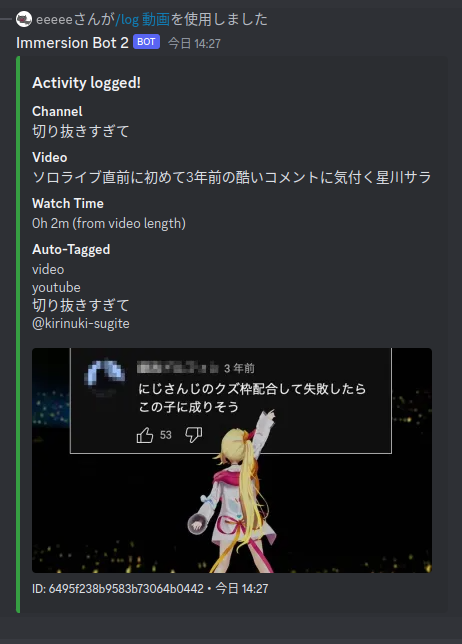 eeeeeさんが/log 動画を使用しました
Immersion Bot 2 BOT 今日 14:27
Activity logged!
Channel
切り抜きすぎて
Video
ソロライブ直前に初めて3年前の酷いコメントに気付く星川サラ
Watch Time
0h 2m (from video length)
Auto-Tagged
video
youtube
切り抜きすぎて
@kirinuki-sugite
3 年前
にじさんじのクズ枠配合して失敗したら
この子に成りそう
53
ID: 6495f238b9583b73064b0442 • 今日 14:27